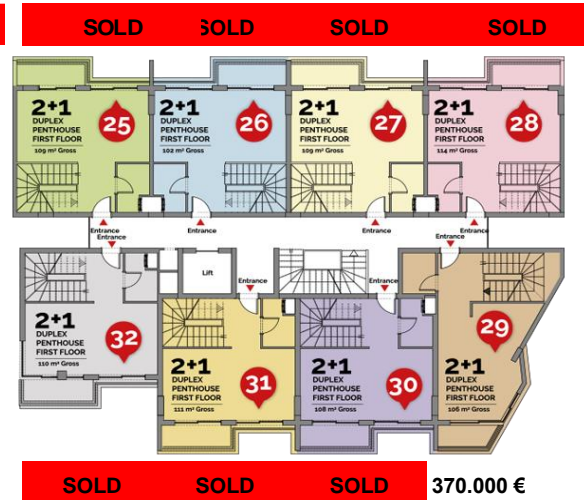 SOLD SOLD SOLD SOLD
2+1
DUPLEX
PENTHOUSE
FIRST FLOOR
109 m² Gross
25
2+1
DUPLEX
PENTHOUSE
FIRST FLOOR
102 m² Gross
26
2+1
DUPLEX
PENTHOUSE
FIRST FLOOR
109 m² Gross
27
2+1
DUPLEX
PENTHOUSE
FIRST FLOOR
114 m² Gross
28
Entrance
Entrance
Entrance
Entrance
Entrance
Entrance
Lift
Entrance
Entrance
2+1
DUPLEX
PENTHOUSE
FIRST FLOOR
110 m² Gross
32
2+1
DUPLEX
PENTHOUSE
FIRST FLOOR
111 m² Gross
31
2+1
DUPLEX
PENTHOUSE
FIRST FLOOR
108 m² Gross
30
2+1
DUPLEX
PENTHOUSE
FIRST FLOOR
106 m² Gross
29
SOLD SOLD SOLD 370.000 €